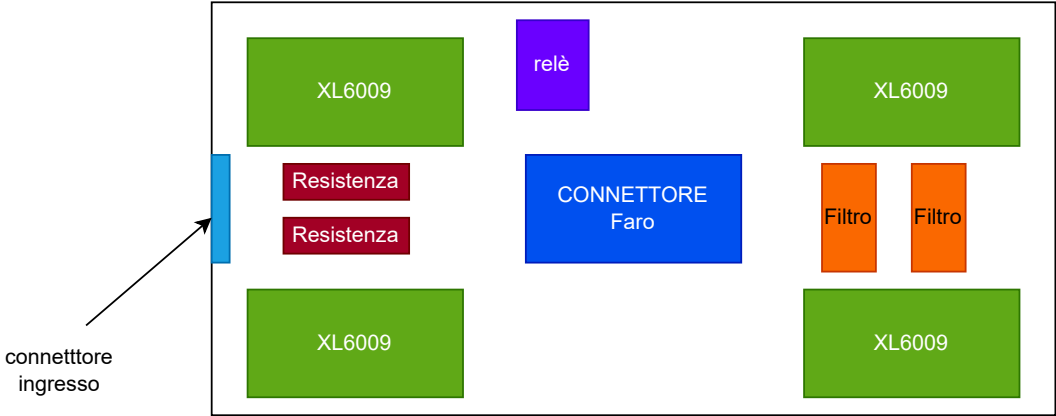 relè
XL6009
XL6009
Resistenza
CONNETTORE
Faro
Filtro
Filtro
Resistenza
XL6009
XL6009
connetttore
ingresso